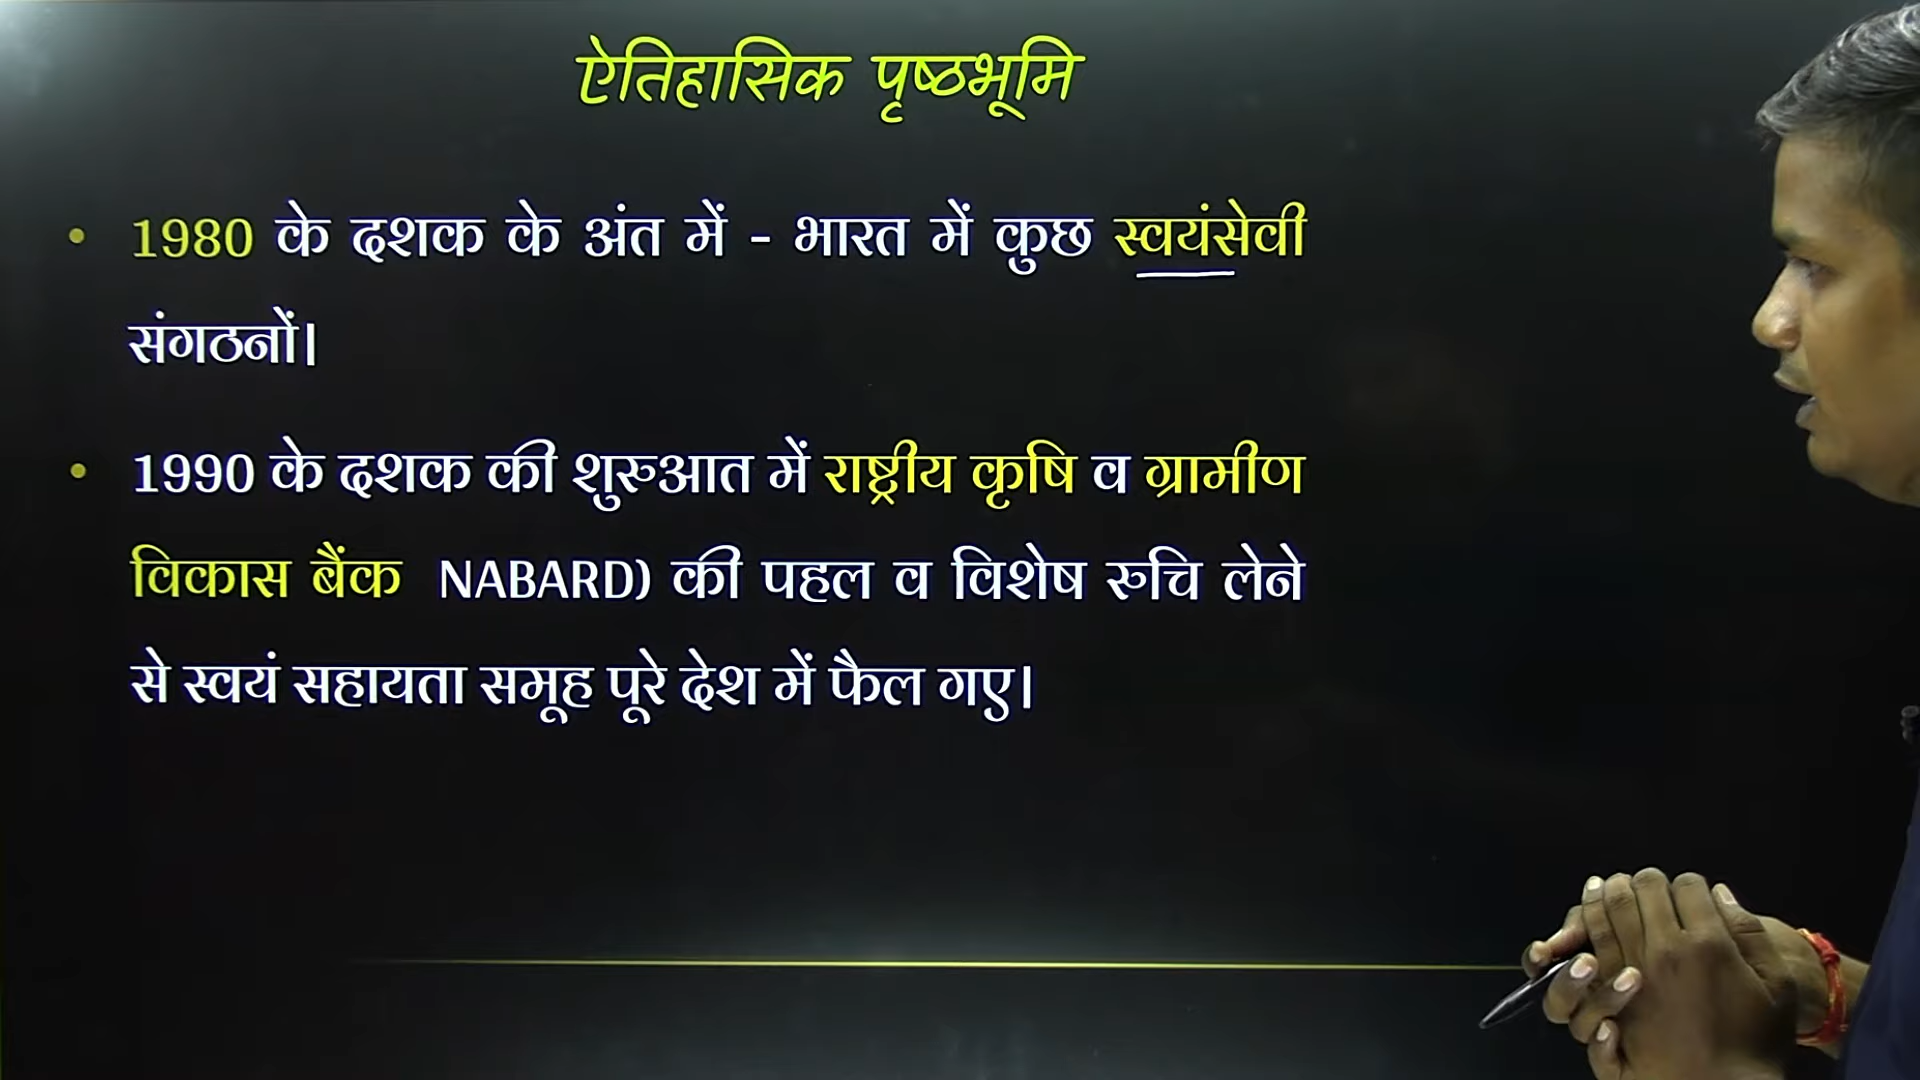 ऐतिहासिक पृष्ठभूमि
• 1980 के दशक के अंत में - भारत में कुछ स्वयंसेवी
संगठनों।
• 1990 के दशक की शुरुआत में राष्ट्रीय कृषि व ग्रामीण
विकास बैंक NABARD) की पहल व विशेष रुचि लेने
से स्वयं सहायता समूह पूरे देश में फैल गए।